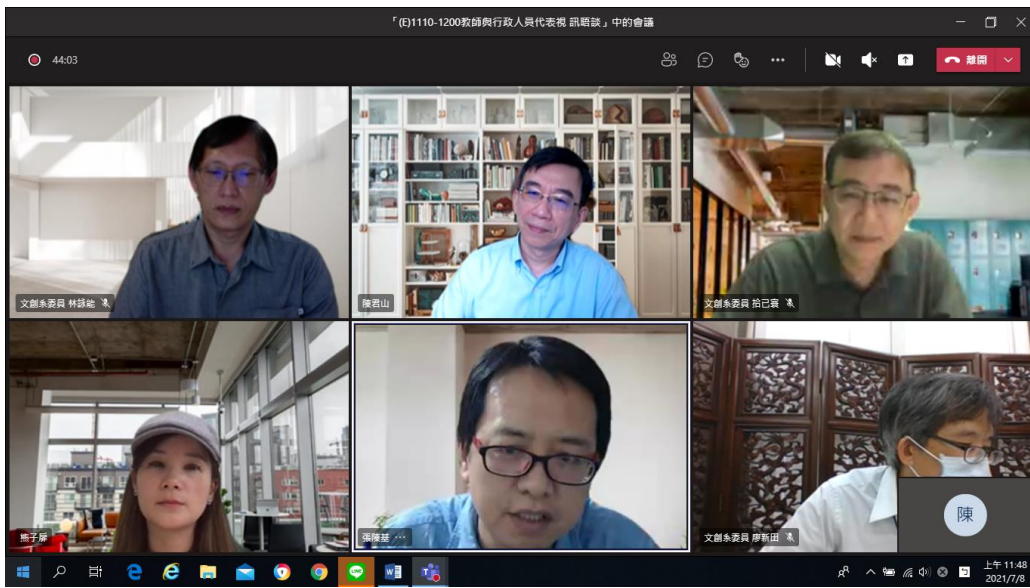 「(E)1110-1200教師與行政人員代表視 訊晤談」中的會議
44:03
離開
文創系委員 林詠能
陳君山
文創系委員 拾已寰
熊子扉
張陳基 ...
文創系委員 廖新田
陳
上午 11:48
2021/7/8